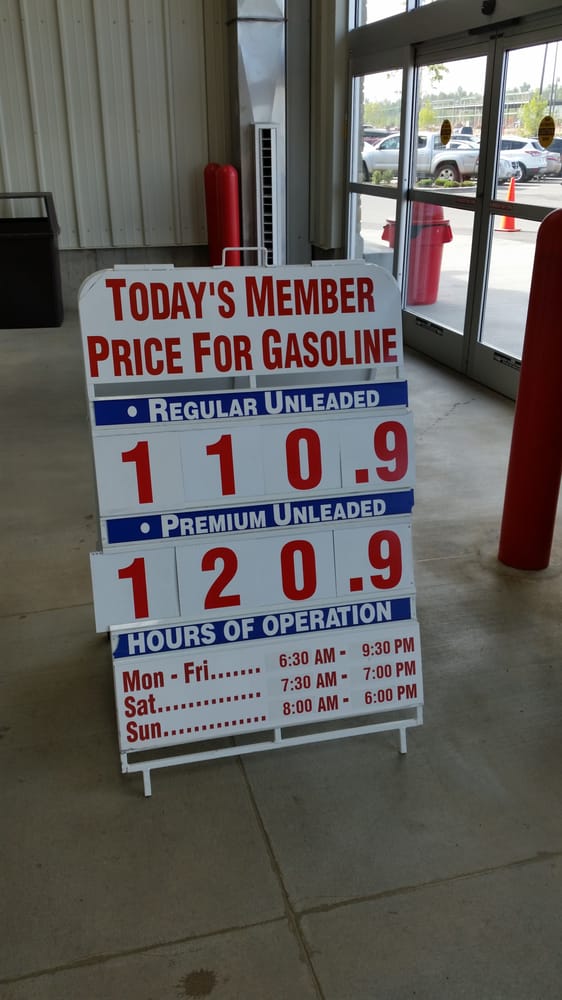 TODAY'S MEMBER
PRICE FOR GASOLINE
• REGULAR UNLEADED
1 1 0 .9
• PREMIUM UNLEADED
1 2 0 .9
HOURS OF OPERATION
Mon - Fri....... 6:30 AM - 9:30 PM
Sat............. 7:30 AM - 7:00 PM
Sun............. 8:00 AM - 6:00 PM